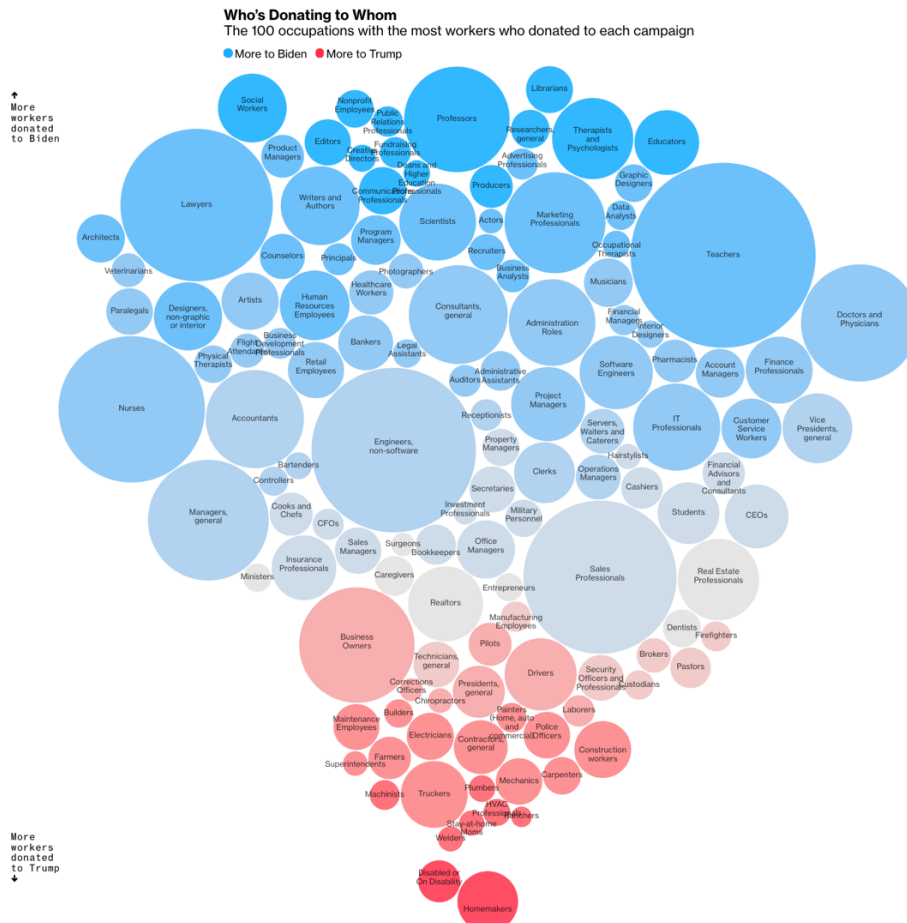 Who's Donating to Whom
The 100 occupations with the most workers who donated to each campaign
More to Biden
More to Trump
↑
More
workers
donated
to Biden
Social
Workers
Nonprofit
Employees
Public
Relations
Professionals
Professors
Librarians
Product
Managers
Editors
Creative
Directors
Fundraising
Professionals
Researchers,
general
Therapists
and
Psychologists
Educators
Advertising
Professionals
Deans and
Higher
Education
Professionals
Communications
Professionals
Producers
Graphic
Designers
Lawyers
Writers and
Authors
Scientists
Actors
Marketing
Professionals
Data
Analysts
Teachers
Architects
Program
Managers
Recruiters
Occupational
Therapists
Counselors
Principals
Veterinarians
Photographers
Business
Analysts
Musicians
Paralegals
Designers,
non-graphic
or interior
Artists
Human
Resources
Employees
Healthcare
Workers
Consultants,
general
Administration
Roles
Financial
Managers
Interior
Designers
Doctors and
Physicians
Physical
Therapists
Flight
Attendants
Business
Development
Professionals
Retail
Employees
Bankers
Legal
Assistants
Software
Engineers
Pharmacists
Account
Managers
Finance
Professionals
Auditors
Administrative
Assistants
Nurses
Accountants
Project
Managers
Receptionists
Servers,
Waiters and
Caterers
IT
Professionals
Customer
Service
Workers
Vice
Presidents,
general
Engineers,
non-software
Property
Managers
Hairstylists
Bartenders
Controllers
Clerks
Operations
Managers
Financial
Advisors
and
Consultants
Secretaries
Cashiers
Managers,
general
Cooks and
Chefs
CFOs
Investment
Professionals
Military
Personnel
Students
CEOs
Sales
Managers
Surgeons
Bookkeepers
Office
Managers
Insurance
Professionals
Ministers
Caregivers
Sales
Professionals
Real Estate
Professionals
Entrepreneurs
Realtors
Manufacturing
Employees
Dentists
Firefighters
Business
Owners
Pilots
Technicians,
general
Brokers
Pastors
Drivers
Security
Officers and
Professionals
Custodians
Corrections
Officers
Chiropractors
Presidents,
general
Builders
Painters
(Home, auto
and
commercial)
Laborers
Maintenance
Employees
Electricians
Contractors,
general
Police
Officers
Construction
workers
Farmers
Superintendents
Machinists
Truckers
Plumbers
Mechanics
Carpenters
HVAC
Professionals
Ranchers
Stay-at-home
Moms
Welders
More
workers
donated
to Trump
↓
Disabled or
On Disability
Homemakers